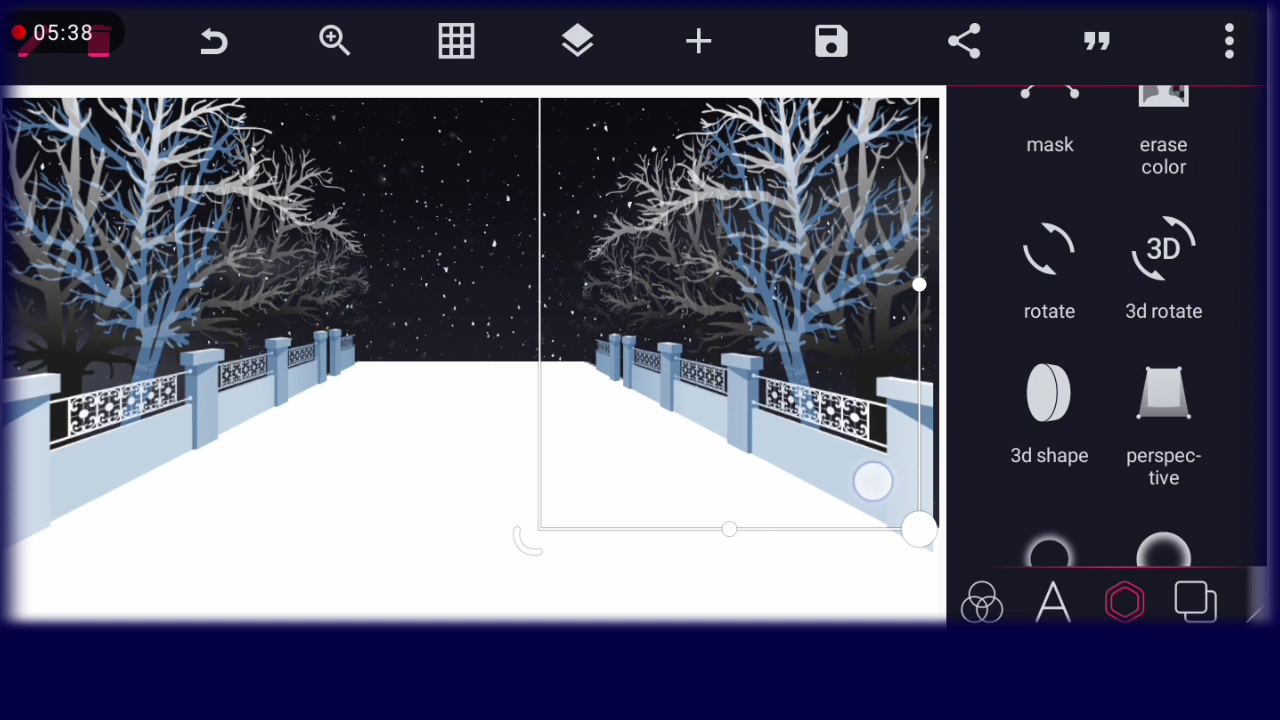 05:38
mask
erase
color
rotate
3D
3d rotate
3d shape
perspec-
tive
A